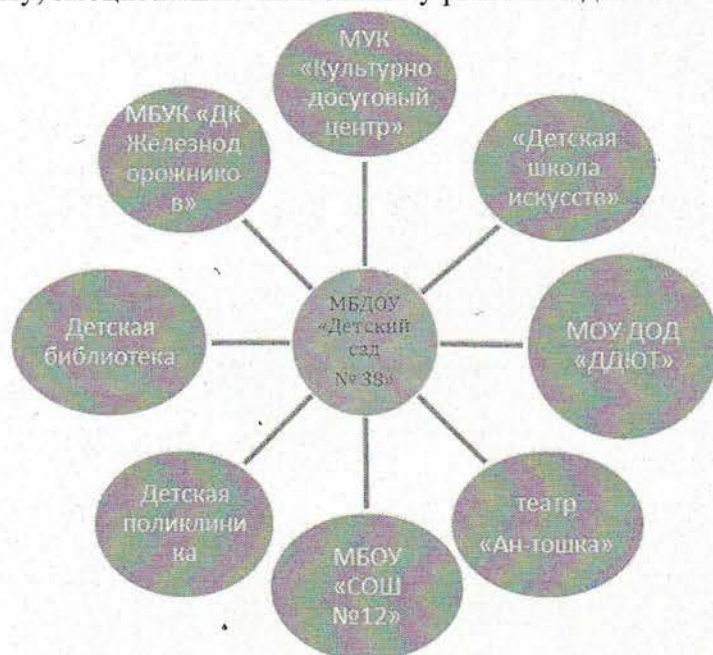 МУК
«Культурно
-досуговый
центр»
«Детская
школа
искусств»
МОУ ДОД
«ДДЮТ»
театр
«Ан-тошка»
МБОУ
«СОШ
№12»
Детская
поликлини
ка
Детская
библиотека
МБУК «ДК
Железнод
орожнико
в»
МБДОУ
«Детский
сад
№ 38»